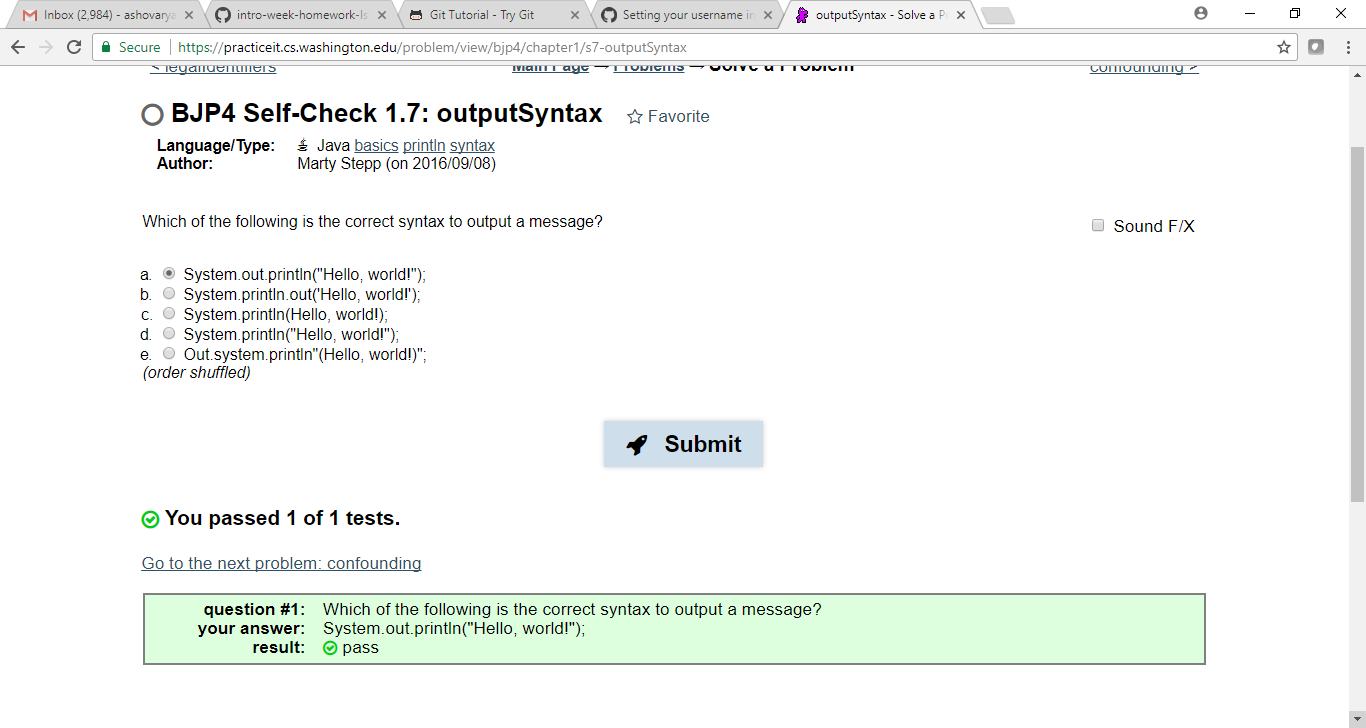 Inbox (2,984) - ashovarya
intro-week-homework-ls
Git Tutorial - Try Git
Setting your username in
outputSyntax - Solve a P
Secure
https://practiceit.cs.washington.edu/problem/view/bjp4/chapter1/s7-outputSyntax
< legalIdentifiers
Main Page → Problems → Solve a Problem
confounding >
BJP4 Self-Check 1.7: outputSyntax
Favorite
Language/Type: Java basics println syntax
Author: Marty Stepp (on 2016/09/08)
Which of the following is the correct syntax to output a message?
Sound F/X
a. System.out.println("Hello, world!");
b. System.println.out('Hello, world!');
c. System.println(Hello, world!);
d. System.println("Hello, world!");
e. Out.system.println"(Hello, world!)";
(order shuffled)
Submit
You passed 1 of 1 tests.
Go to the next problem: confounding
question #1: Which of the following is the correct syntax to output a message?
your answer: System.out.println("Hello, world!");
result: pass